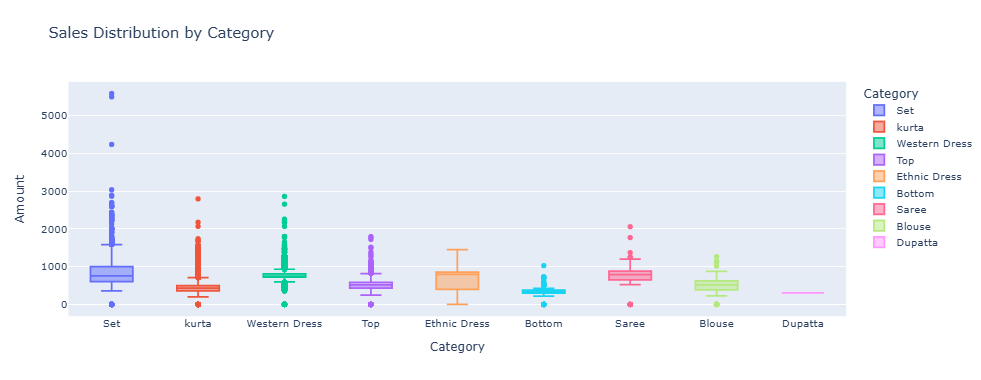 Sales Distribution by Category
Category
Set
kurta
Western Dress
Top
Ethnic Dress
Bottom
Saree
Blouse
Dupatta
Amount
5000
4000
3000
2000
1000
0
Set kurta Western Dress Top Ethnic Dress Bottom Saree Blouse Dupatta
Category